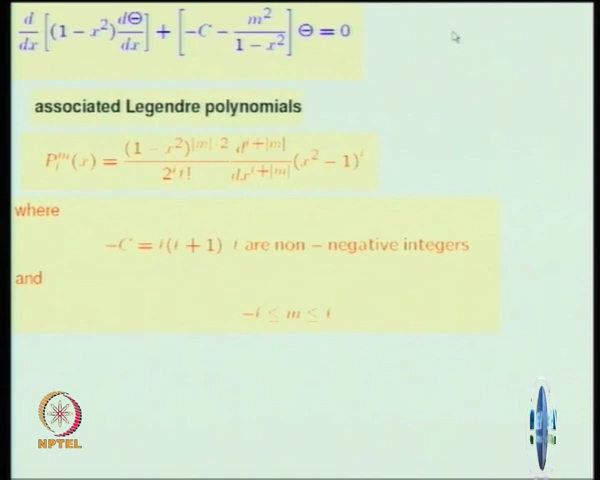 d/dx [(1 − x²) dΘ/dx] + [−C − m²/(1 − x²)] Θ = 0
associated Legendre polynomials
P_l^m(x) = (1 − x²)^{|m|/2} / (2^l l!) d^{l+|m|}/dx^{l+|m|} (x² − 1)^l
where
−C = l(l + 1) l are non − negative integers
and
−l ≤ m ≤ l
NPTEL